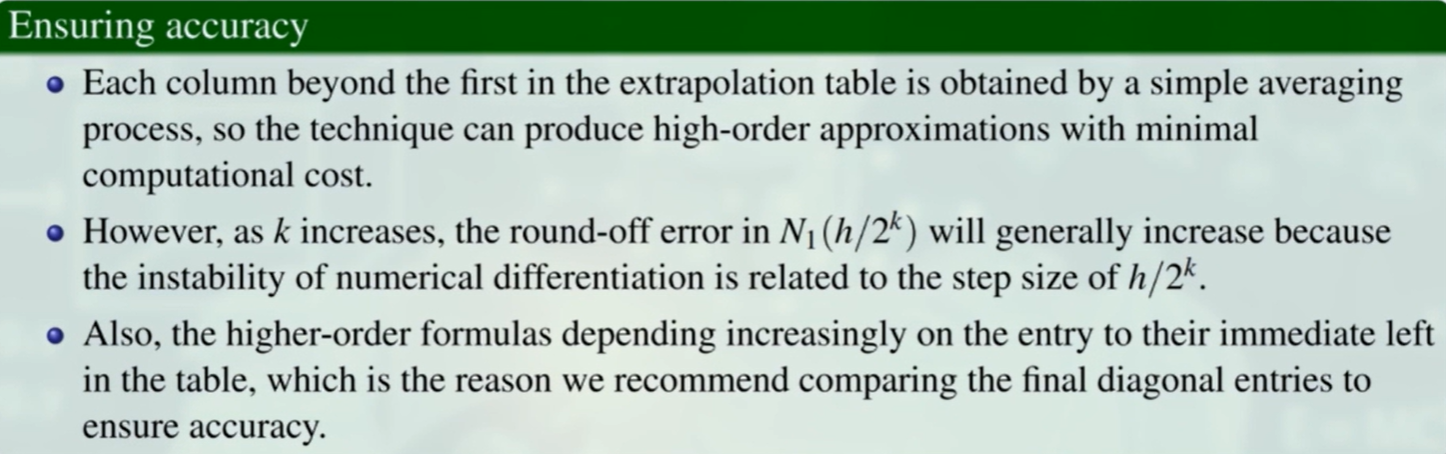 Ensuring accuracy
Each column beyond the first in the extrapolation table is obtained by a simple averaging
process, so the technique can produce high-order approximations with minimal
computational cost.
However, as k increases, the round-off error in N₁(h/2ᵏ) will generally increase because
the instability of numerical differentiation is related to the step size of h/2ᵏ.
Also, the higher-order formulas depending increasingly on the entry to their immediate left
in the table, which is the reason we recommend comparing the final diagonal entries to
ensure accuracy.